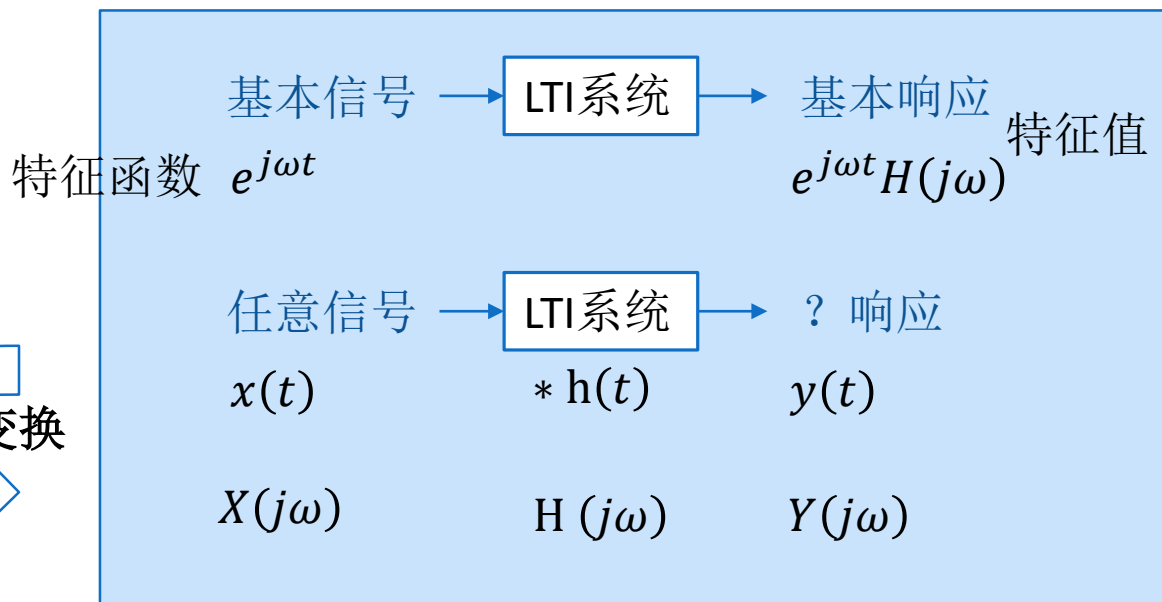 基本信号 LTI系统 基本响应
特征值
特征函数 e^{jωt} e^{jωt}H(jω)
任意信号 LTI系统 ？响应
x(t) ∗ h(t) y(t)
变换
X(jω) H (jω) Y(jω)